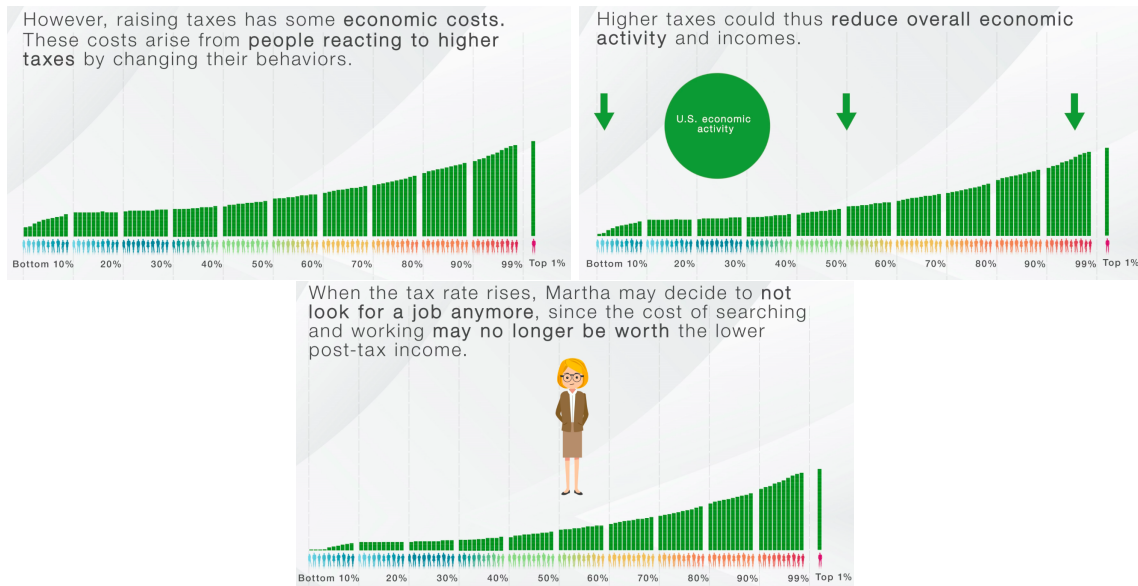 However, raising taxes has some economic costs.
These costs arise from people reacting to higher
taxes by changing their behaviors.
Bottom 10% 20% 30% 40% 50% 60% 70% 80% 90% 99% Top 1%
Higher taxes could thus reduce overall economic
activity and incomes.
U.S. economic
activity
Bottom 10% 20% 30% 40% 50% 60% 70% 80% 90% 99% Top 1%
When the tax rate rises, Martha may decide to not
look for a job anymore, since the cost of searching
and working may no longer be worth the lower
post-tax income.
Bottom 10% 20% 30% 40% 50% 60% 70% 80% 90% 99% Top 1%